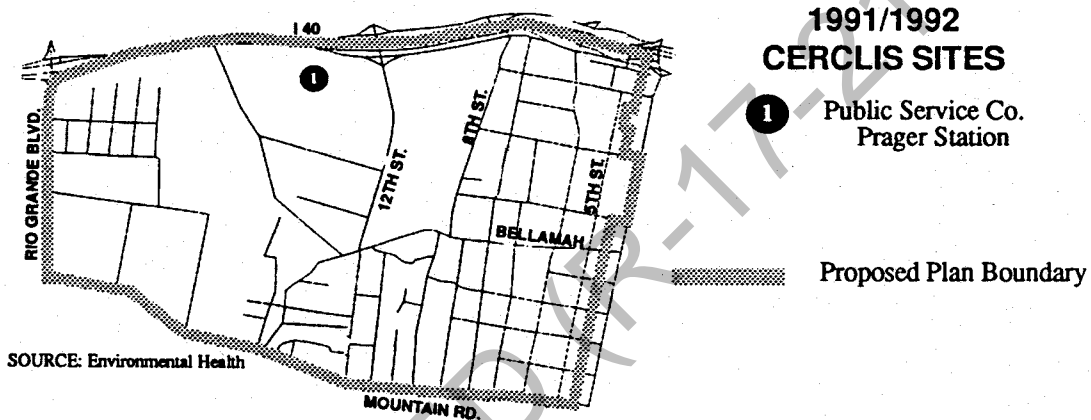 1991/1992
CERCLIS SITES
1 Public Service Co.
Prager Station
Proposed Plan Boundary
I 40
1
RIO GRANDE BLVD.
12TH ST.
8TH ST.
5TH ST.
BELLAMAH
MOUNTAIN RD.
SOURCE: Environmental Health